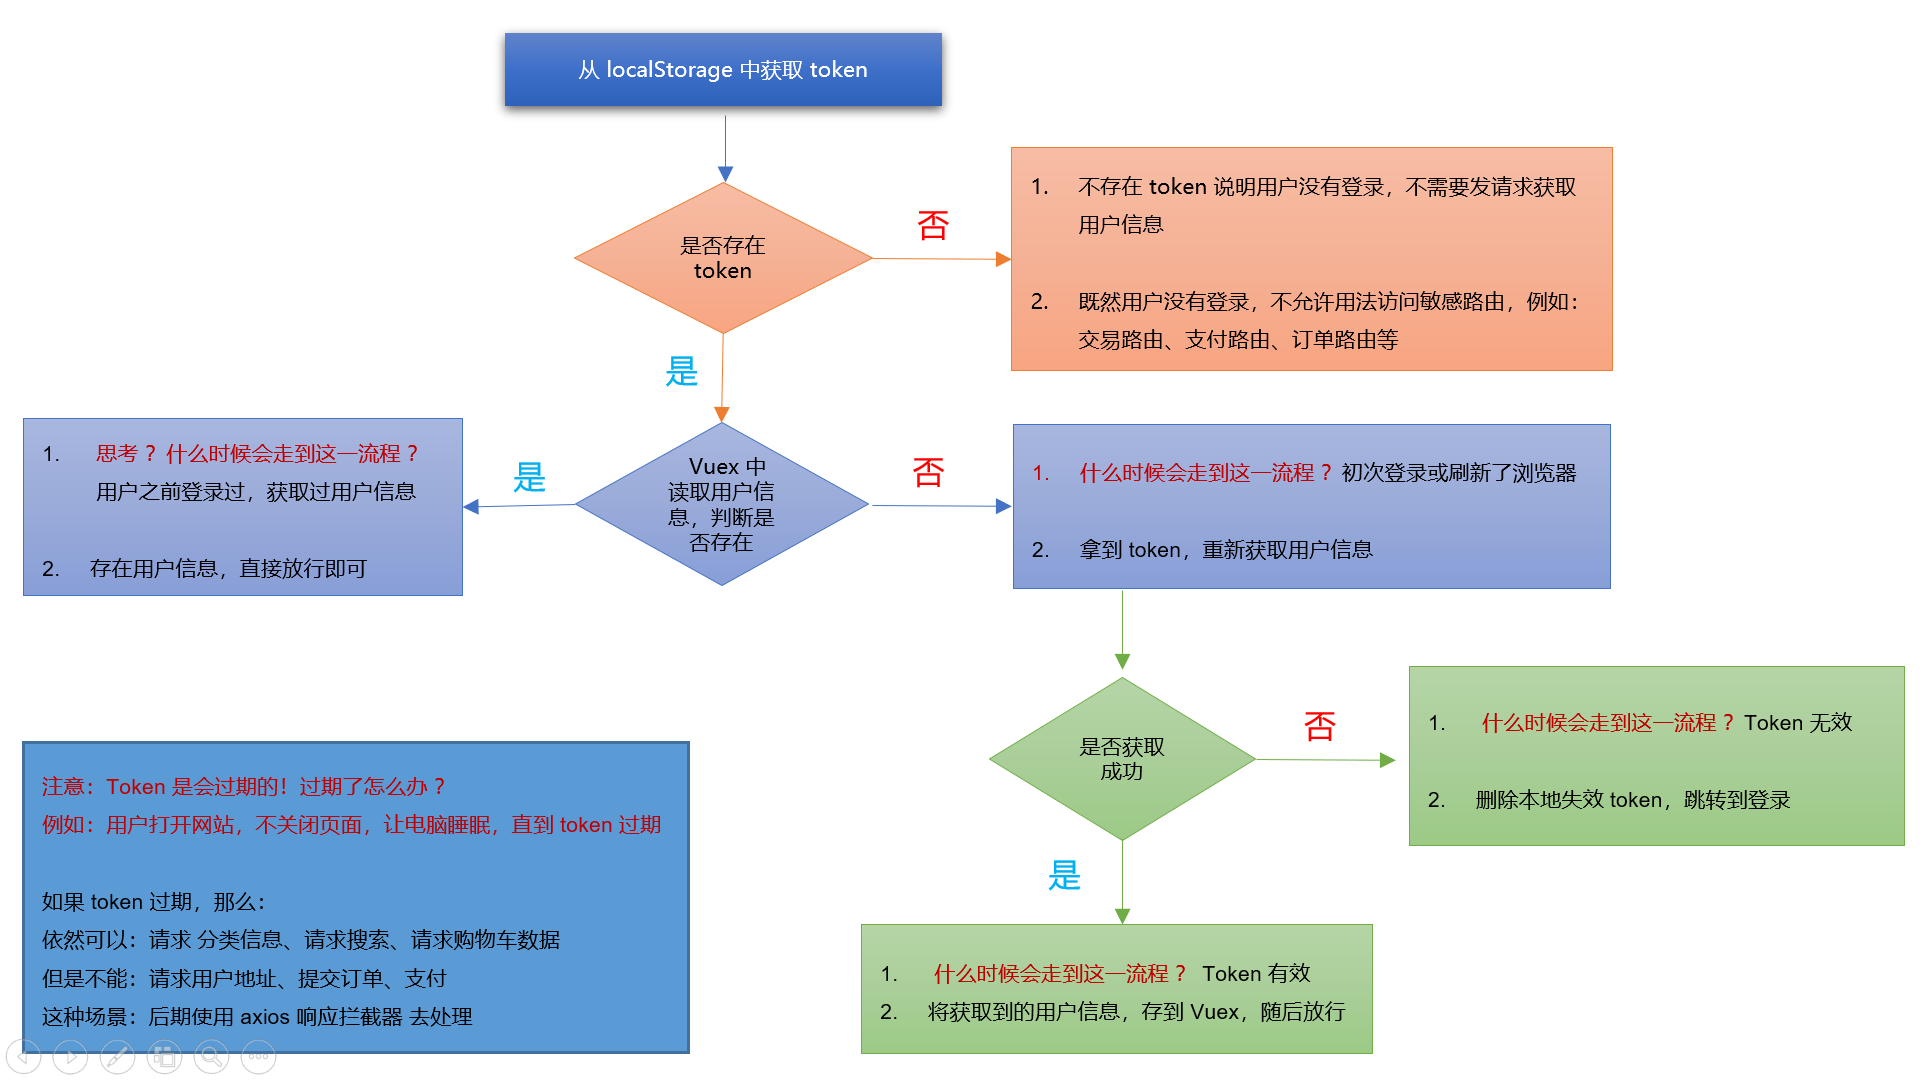 从 localStorage 中获取 token
是否存在
token
否
1. 不存在 token 说明用户没有登录，不需要发请求获取
用户信息
2. 既然用户没有登录，不允许用法访问敏感路由，例如：
交易路由、支付路由、订单路由等
是
1. 思考？ 什么时候会走到这一流程？
用户之前登录过，获取过用户信息
2. 存在用户信息，直接放行即可
是
Vuex 中
读取用户信
息，判断是
否存在
否
1. 什么时候会走到这一流程？ 初次登录或刷新了浏览器
2. 拿到 token，重新获取用户信息
是否获取
成功
否
1. 什么时候会走到这一流程？ Token 无效
2. 删除本地失效 token，跳转到登录
是
1. 什么时候会走到这一流程？ Token 有效
2. 将获取到的用户信息，存到 Vuex，随后放行
注意：Token 是会过期的！过期了怎么办？
例如：用户打开网站，不关闭页面，让电脑睡眠，直到 token 过期
如果 token 过期，那么：
依然可以：请求 分类信息、请求搜索、请求购物车数据
但是不能：请求用户地址、提交订单、支付
这种场景：后期使用 axios 响应拦截器 去处理